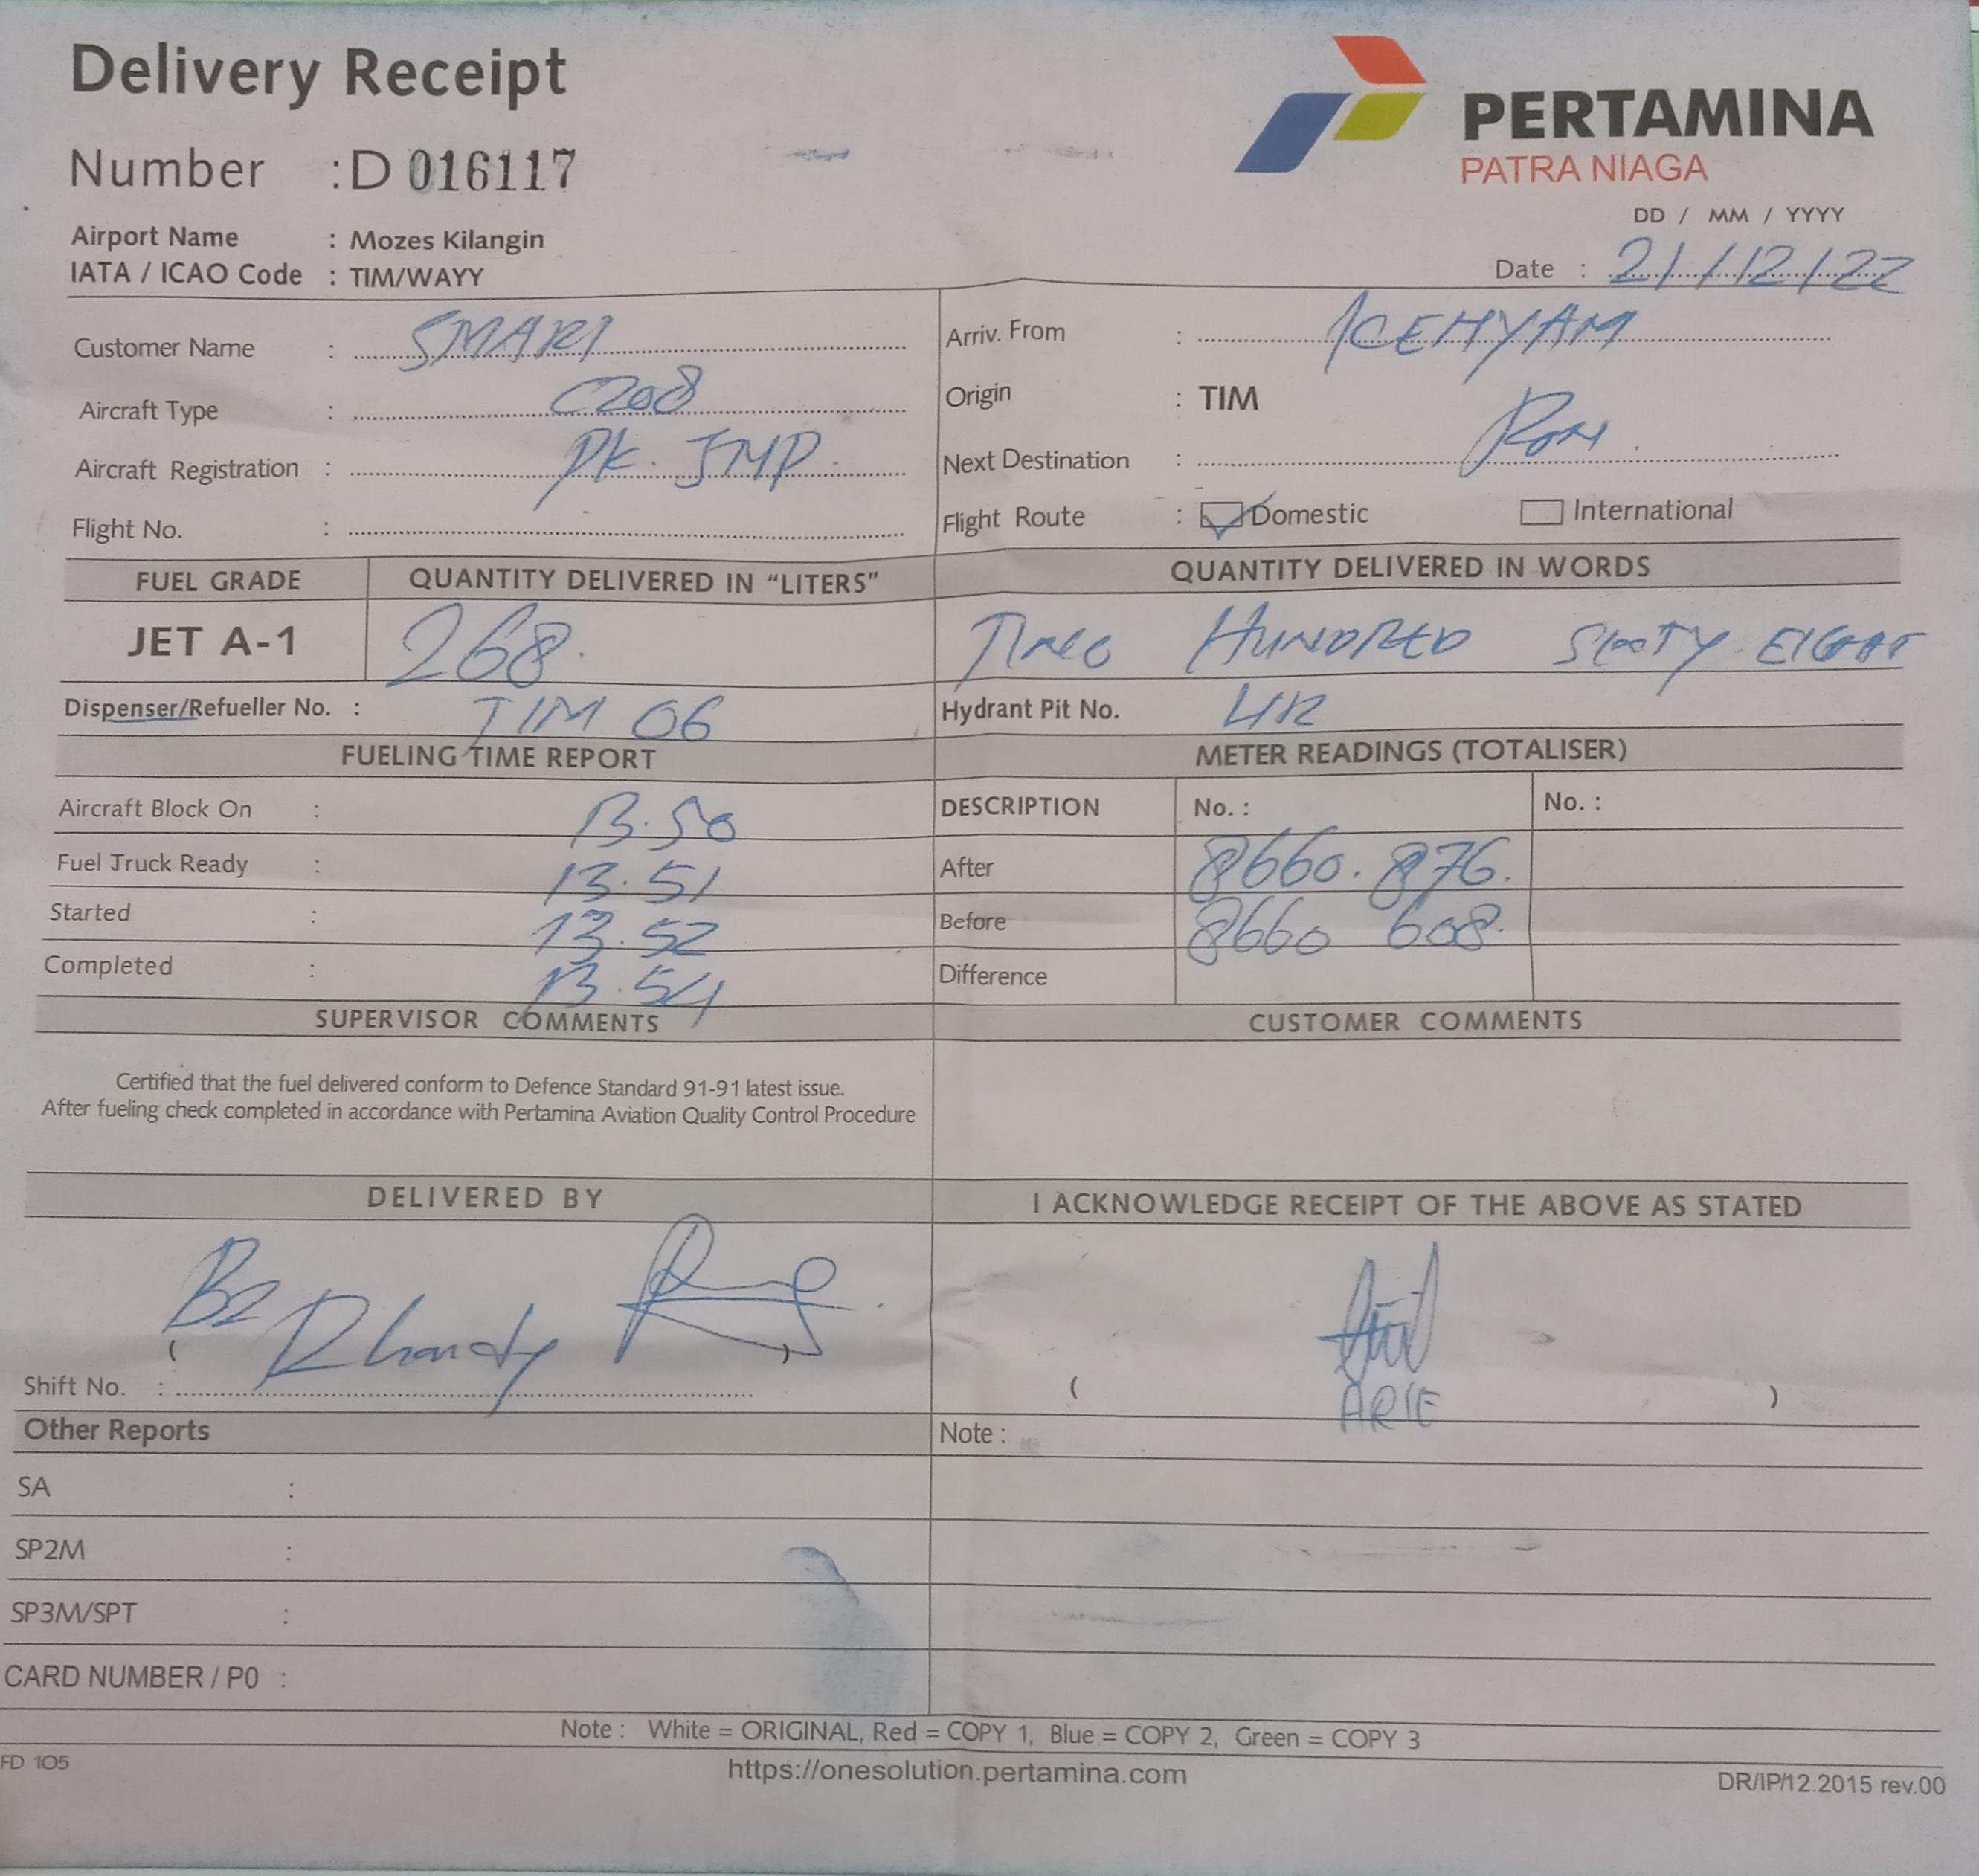 Delivery Receipt
PERTAMINA
PATRA NIAGA
Number : D 016117
DD / MM / YYYY
Airport Name : Mozes Kilangin
IATA / ICAO Code : TIM/WAYY
Date : 21/12/22
Customer Name : SMART
Arriv. From :
Aircraft Type : C208
Origin : TIM
Aircraft Registration : PK.
Next Destination : RON
Flight No. :
Flight Route : Domestic International
FUEL GRADE QUANTITY DELIVERED IN "LITERS" QUANTITY DELIVERED IN WORDS
JET A-1 268. HUNDRED EIGHT
Dispenser/Refueller No. : TIM 06 Hydrant Pit No.
FUELING TIME REPORT METER READINGS (TOTALISER)
Aircraft Block On : 13.50 DESCRIPTION No. : No. :
Fuel Truck Ready : 13.51 After 8660.876.
Started : 13.52 Before 8660 608.
Completed : 13.54 Difference
SUPERVISOR COMMENTS CUSTOMER COMMENTS
Certified that the fuel delivered conform to Defence Standard 91-91 latest issue.
After fueling check completed in accordance with Pertamina Aviation Quality Control Procedure
DELIVERED BY I ACKNOWLEDGE RECEIPT OF THE ABOVE AS STATED
B2 Rhandy
( )
Shift No. :
( ARIE )
Other Reports Note :
SA :
SP2M :
SP3M/SPT :
CARD NUMBER / P0 :
Note : White = ORIGINAL, Red = COPY 1, Blue = COPY 2, Green = COPY 3
FD 105
https://onesolution.pertamina.com
DR/IP/12.2015 rev.00